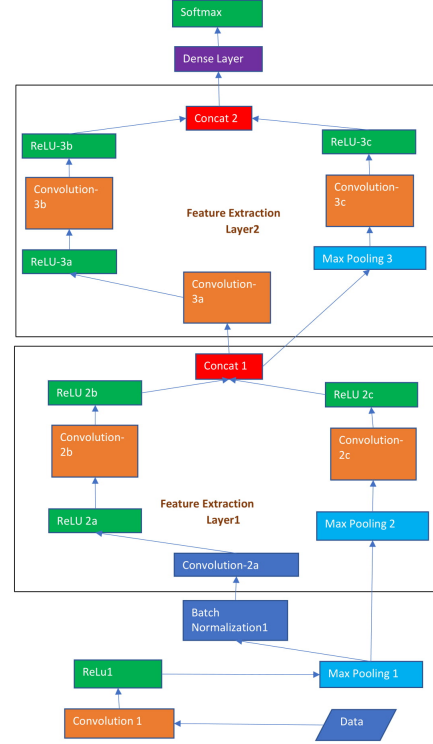 Softmax
Dense Layer
Concat 2
ReLU-3b
ReLU-3c
Convolution-
3b
Convolution-
3c
Feature Extraction
Layer2
ReLU-3a
Max Pooling 3
Convolution-
3a
Concat 1
ReLU 2b
ReLU 2c
Convolution-
2b
Convolution-
2c
Feature Extraction
Layer1
ReLU 2a
Max Pooling 2
Convolution-2a
Batch
Normalization1
ReLu1
Max Pooling 1
Convolution 1
Data